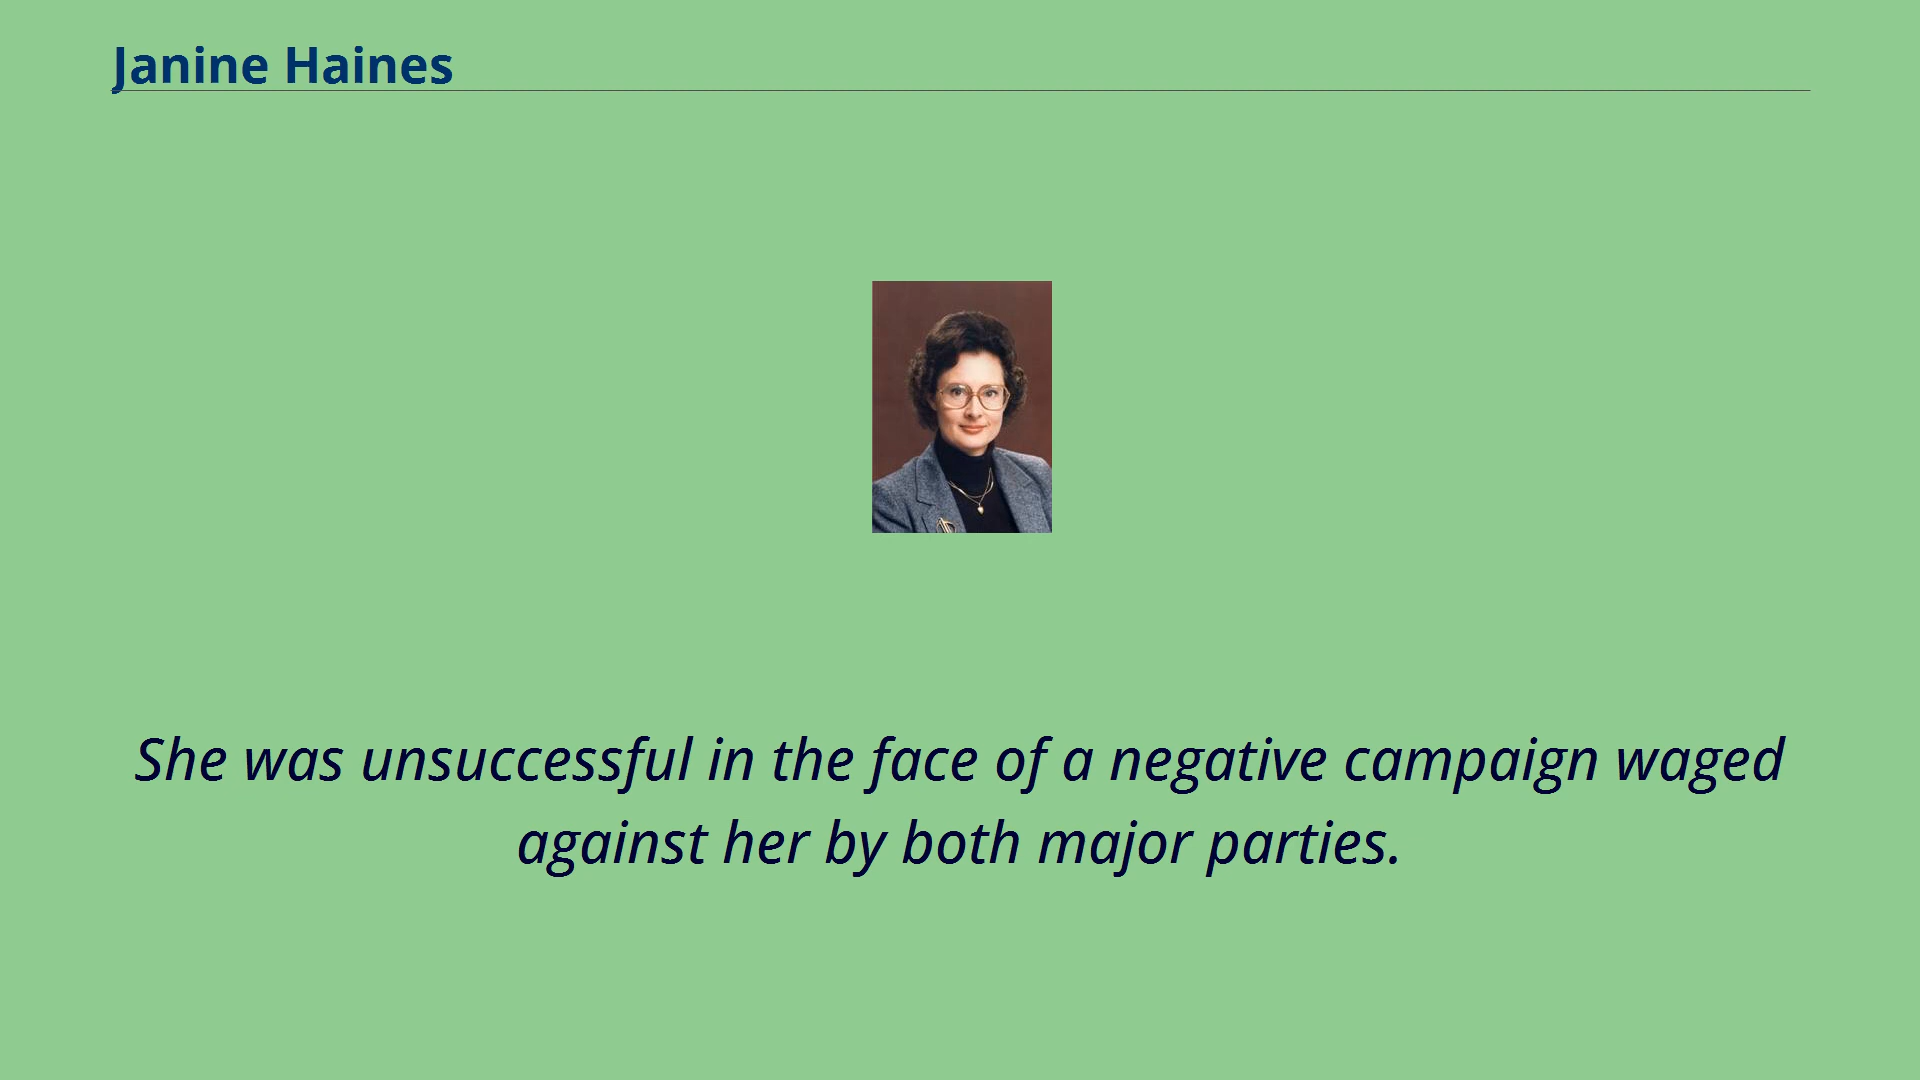 Janine Haines
She was unsuccessful in the face of a negative campaign waged
against her by both major parties.